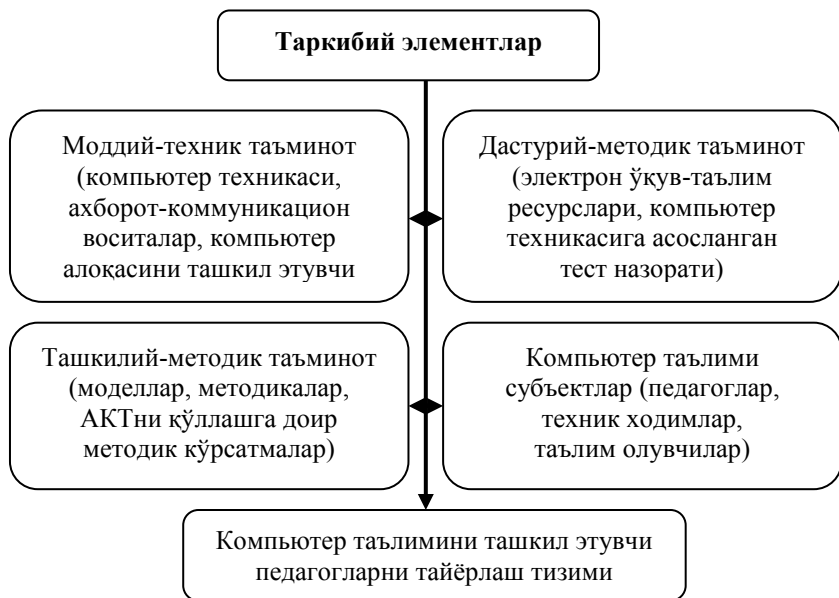 Таркибий элементлар
Моддий-техник таъминот
(компьютер техникаси,
ахборот-коммуникацион
воситалар, компьютер
алоқасини ташкил этувчи
Дастурий-методик таъминот
(электрон ўқув-таълим
ресурслари, компьютер
техникасига асосланган
тест назорати)
Ташкилий-методик таъминот
(моделлар, методикалар,
АКТни қўллашга доир
методик кўрсатмалар)
Компьютер таълими
субъектлар (педагоглар,
техник ходимлар,
таълим олувчилар)
Компьютер таълимини ташкил этувчи
педагогларни тайёрлаш тизими